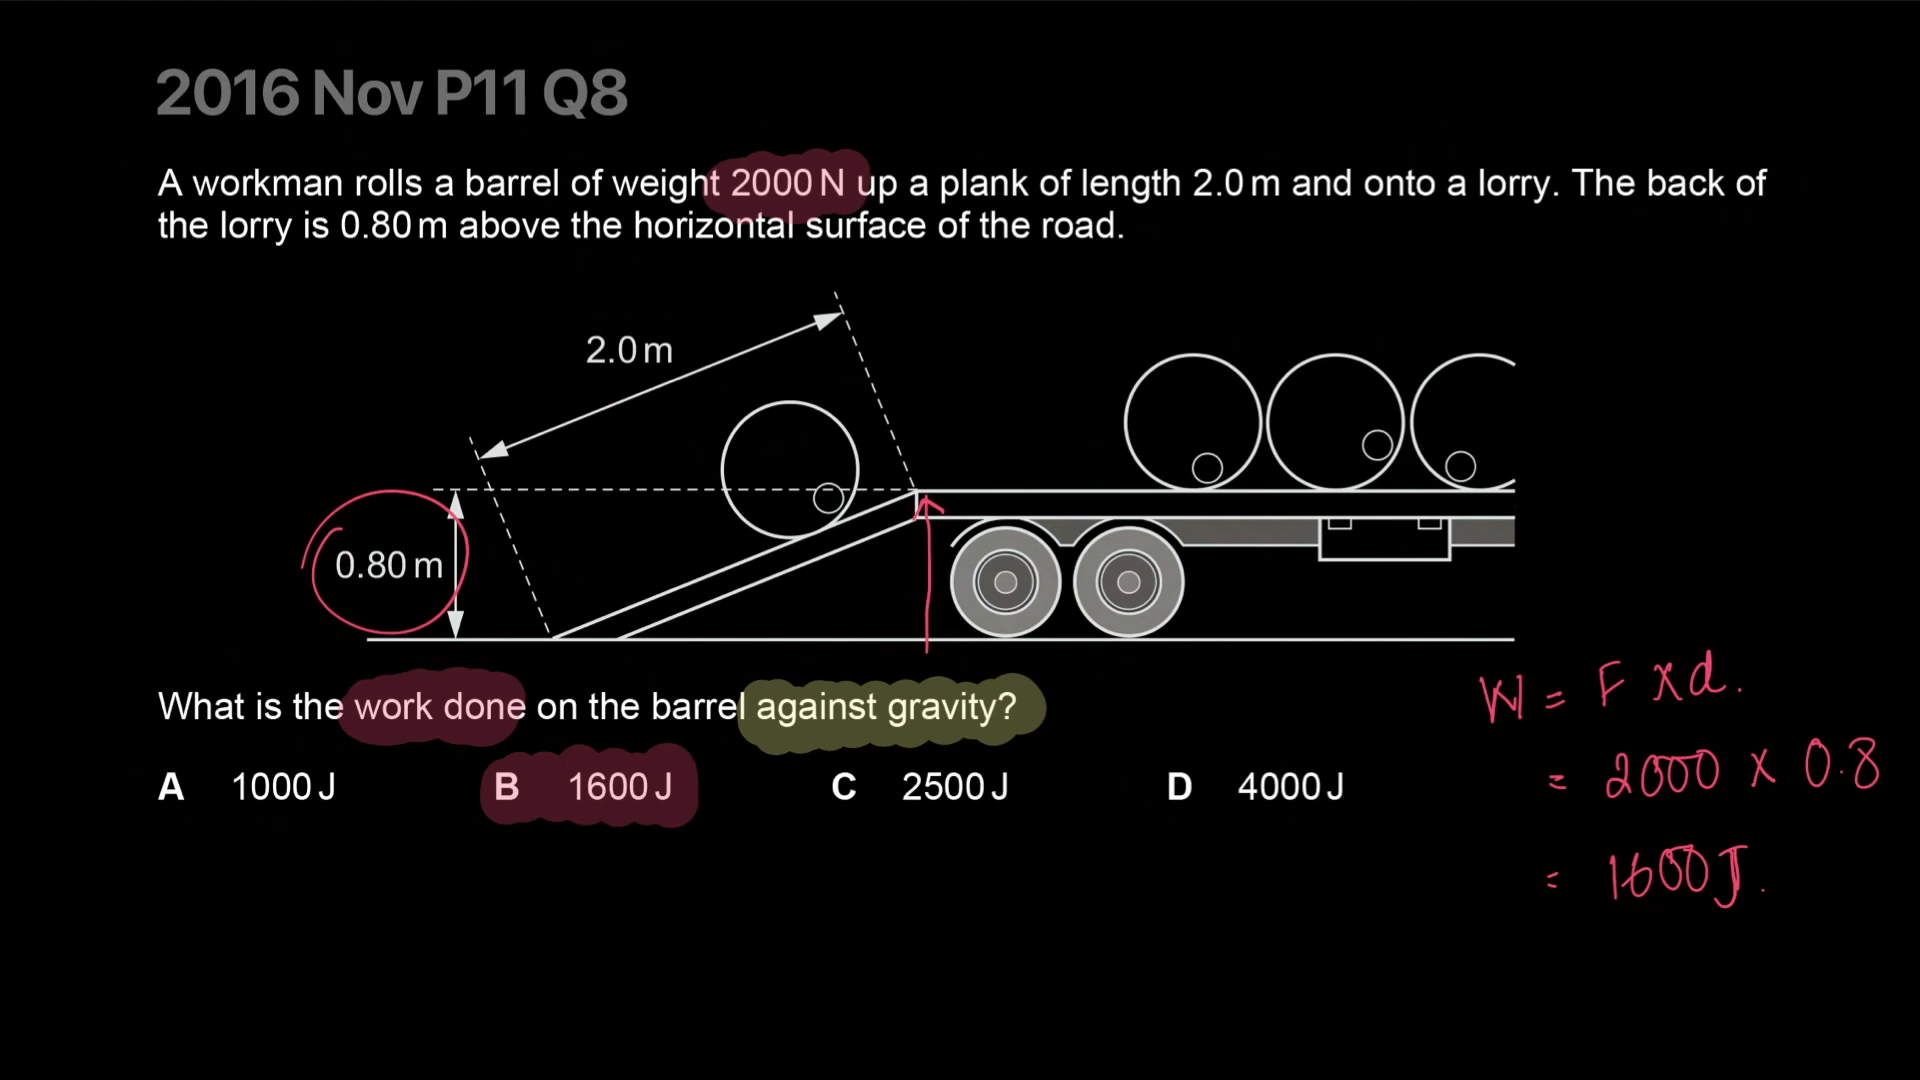 2016 Nov P11 Q8
A workman rolls a barrel of weight 2000 N up a plank of length 2.0 m and onto a lorry. The back of
the lorry is 0.80 m above the horizontal surface of the road.
2.0 m
0.80 m
What is the work done on the barrel against gravity?
A 1000 J B 1600 J C 2500 J D 4000 J
W = F x d.
= 2000 x 0.8
= 1600 J.